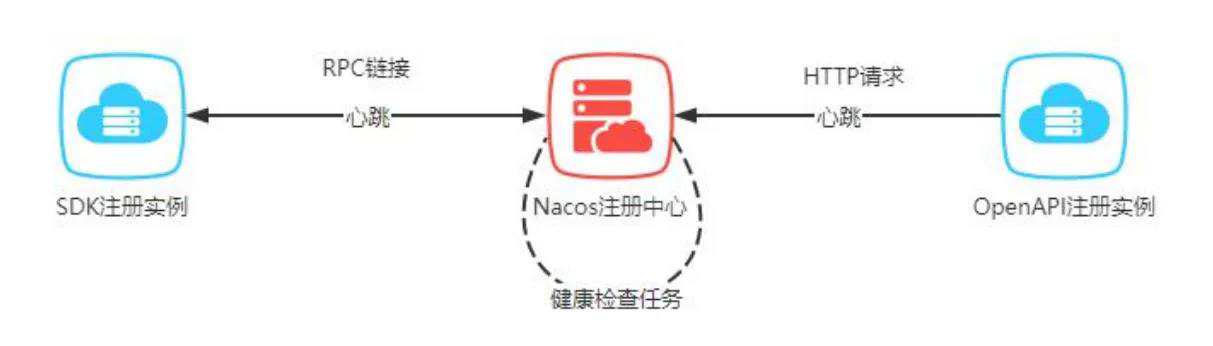 RPC链接
心跳
SDK注册实例
Nacos注册中心
HTTP请求
心跳
OpenAPI注册实例
健康检查任务